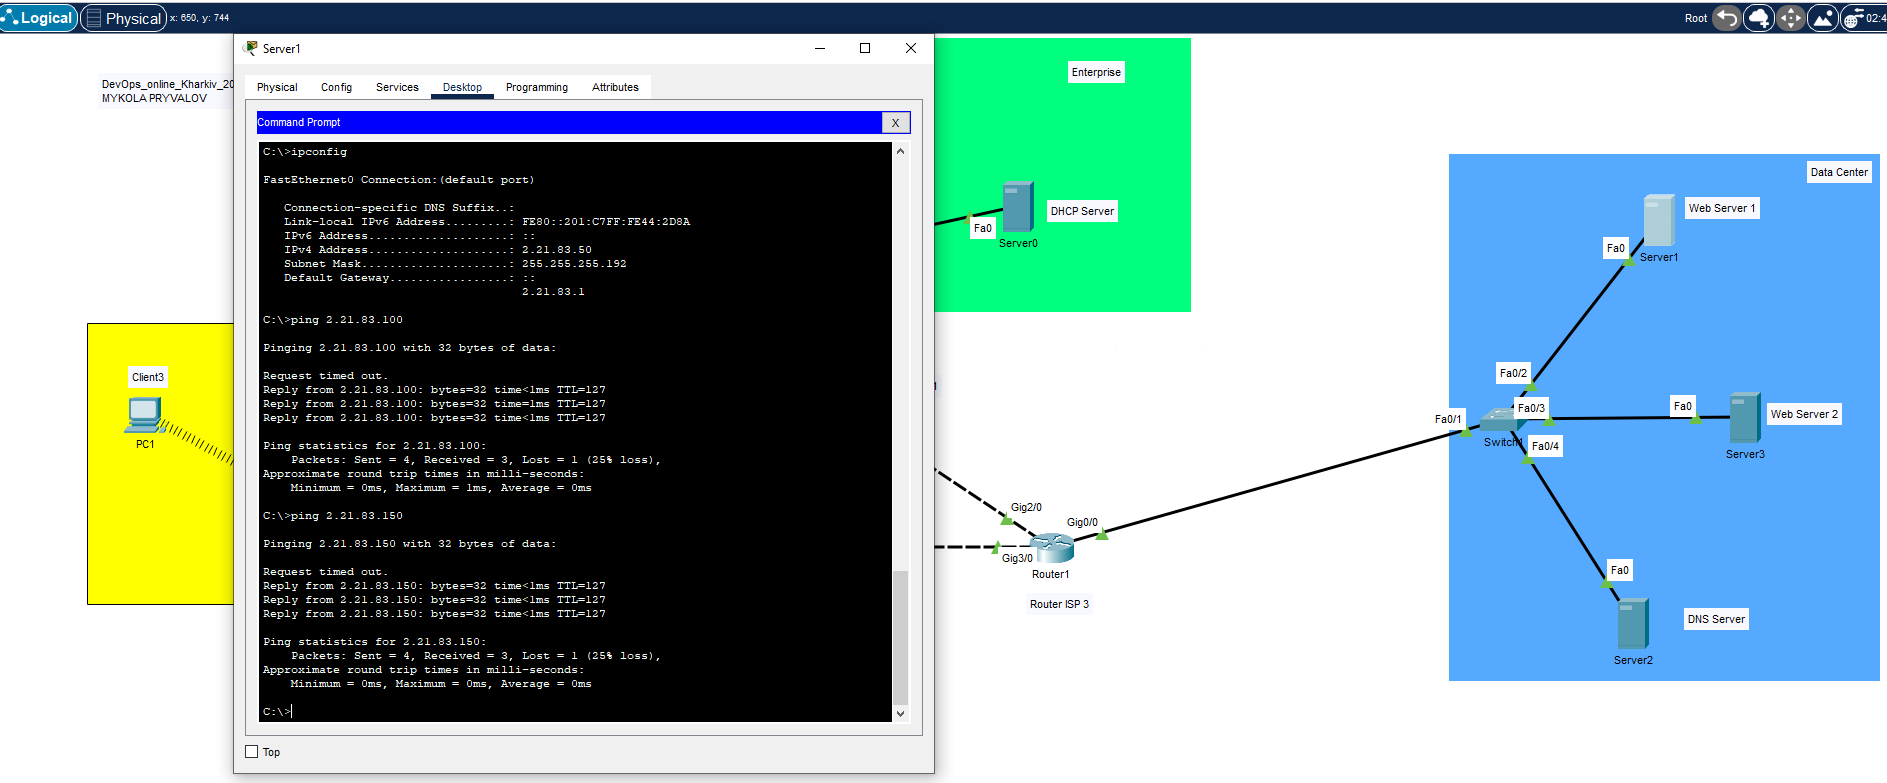 Logical
Physical
x: 650, y: 744
Root
02:4
DevOps_online_Kharkiv_20
MYKOLA PRYVALOV
Server1
Physical
Config
Services
Desktop
Programming
Attributes
Command Prompt
X
C:\>ipconfig
FastEthernet0 Connection:(default port)
Connection-specific DNS Suffix..:
Link-local IPv6 Address.........: FE80::201:C7FF:FE44:2D8A
IPv6 Address....................: ::
IPv4 Address....................: 2.21.83.50
Subnet Mask.....................: 255.255.255.192
Default Gateway.................: ::
2.21.83.1
C:\>ping 2.21.83.100
Pinging 2.21.83.100 with 32 bytes of data:
Request timed out.
Reply from 2.21.83.100: bytes=32 time<1ms TTL=127
Reply from 2.21.83.100: bytes=32 time=1ms TTL=127
Reply from 2.21.83.100: bytes=32 time<1ms TTL=127
Ping statistics for 2.21.83.100:
Packets: Sent = 4, Received = 3, Lost = 1 (25% loss),
Approximate round trip times in milli-seconds:
Minimum = 0ms, Maximum = 1ms, Average = 0ms
C:\>ping 2.21.83.150
Pinging 2.21.83.150 with 32 bytes of data:
Request timed out.
Reply from 2.21.83.150: bytes=32 time<1ms TTL=127
Reply from 2.21.83.150: bytes=32 time<1ms TTL=127
Reply from 2.21.83.150: bytes=32 time<1ms TTL=127
Ping statistics for 2.21.83.150:
Packets: Sent = 4, Received = 3, Lost = 1 (25% loss),
Approximate round trip times in milli-seconds:
Minimum = 0ms, Maximum = 0ms, Average = 0ms
C:\>
Top
Client3
PC1
Enterprise
DHCP Server
Fa0
Server0
Gig2/0
Gig0/0
Gig3/0
Router1
Router ISP 3
Data Center
Web Server 1
Fa0
Server1
Fa0/2
Fa0/3
Fa0/1
Switch1
Fa0/4
Fa0
Web Server 2
Server3
Fa0
DNS Server
Server2